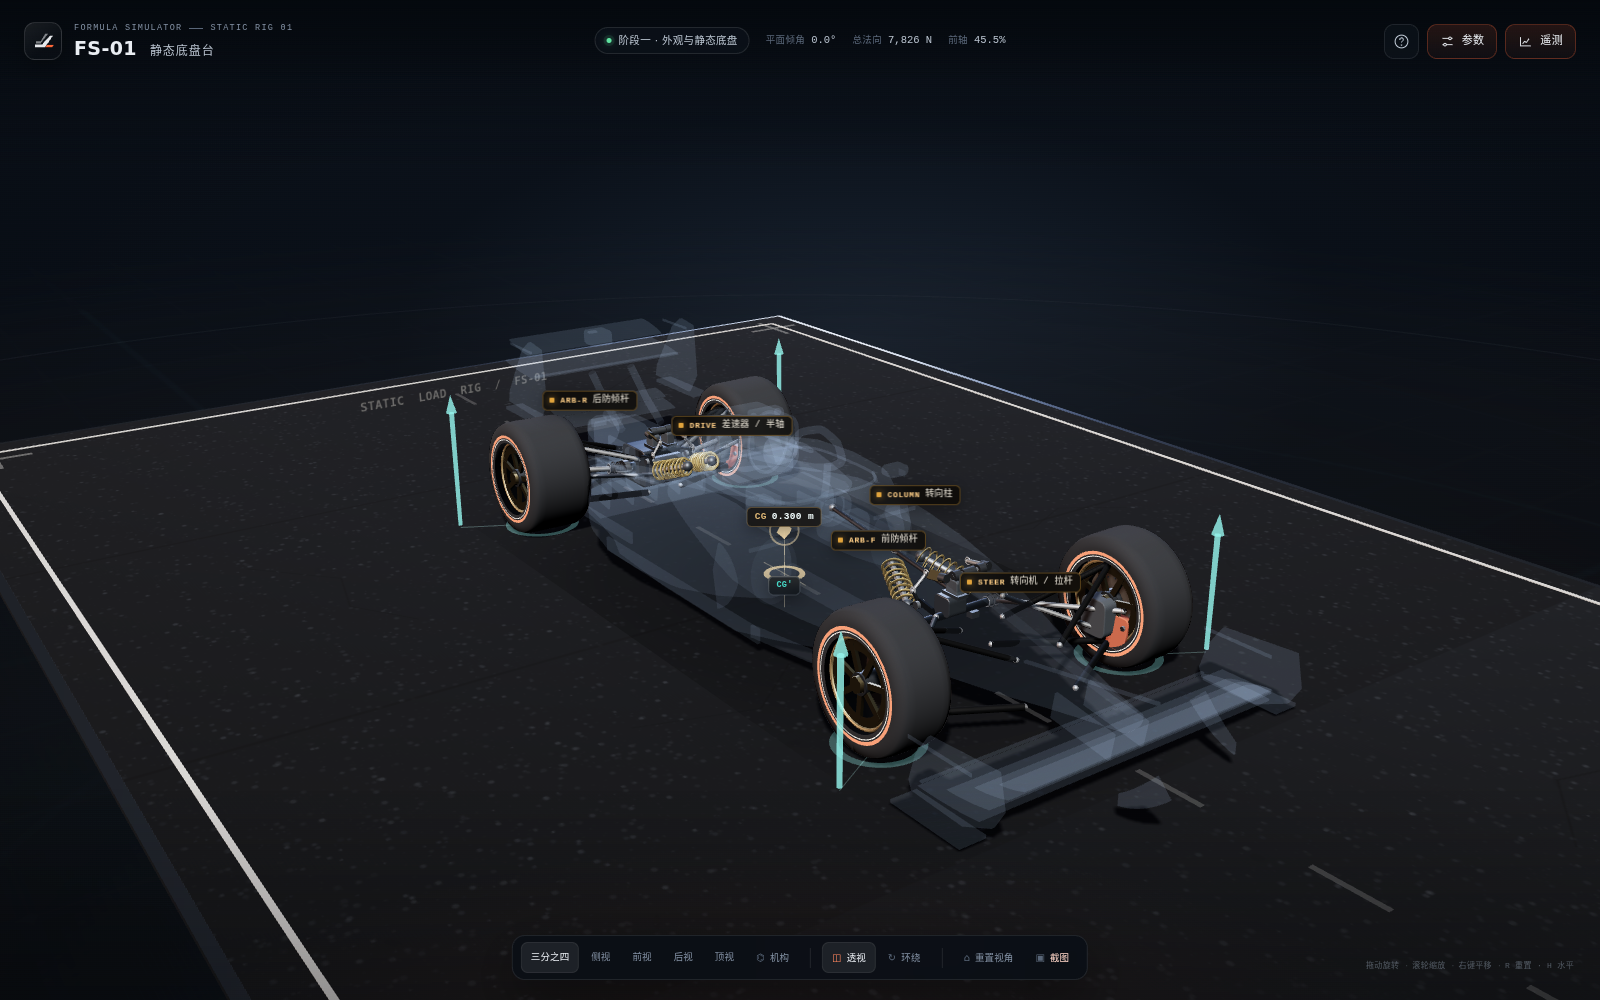 FORMULA SIMULATOR — STATIC RIG 01
FS-01 静态底盘台
阶段一 · 外观与静态底盘
平面倾角 0.0° 总法向 7,826 N 前轴 45.5%
参数
遥测
STATIC LOAD RIG / FS-01
ARB-R 后防倾杆
DRIVE 差速器 / 半轴
COLUMN 转向柱
CG 0.300 m
ARB-F 前防倾杆
STEER 转向机 / 拉杆
CG'
三分之四 侧视 前视 后视 顶视 机构 透视 环绕 重置视角 截图
拖动旋转 · 滚轮缩放 · 右键平移 · R 重置 · H 水平